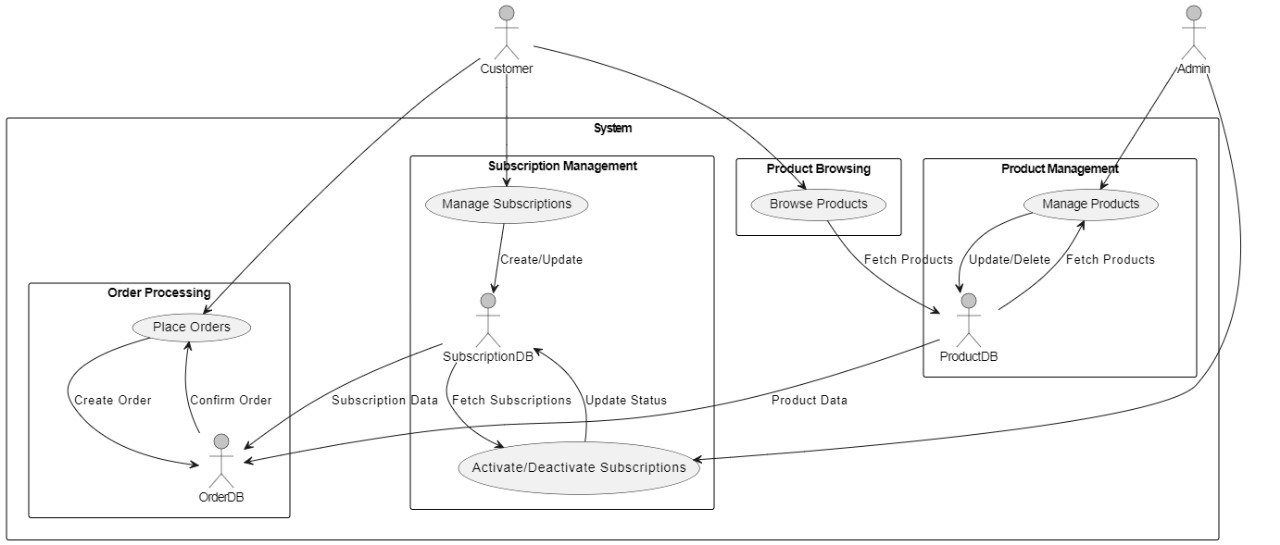 Customer
Admin
System
Subscription Management
Product Browsing
Product Management
Manage Subscriptions
Browse Products
Manage Products
Create/Update
Fetch Products
Update/Delete
Fetch Products
Order Processing
Place Orders
SubscriptionDB
ProductDB
Create Order
Confirm Order
Subscription Data
Fetch Subscriptions
Update Status
Product Data
Activate/Deactivate Subscriptions
OrderDB